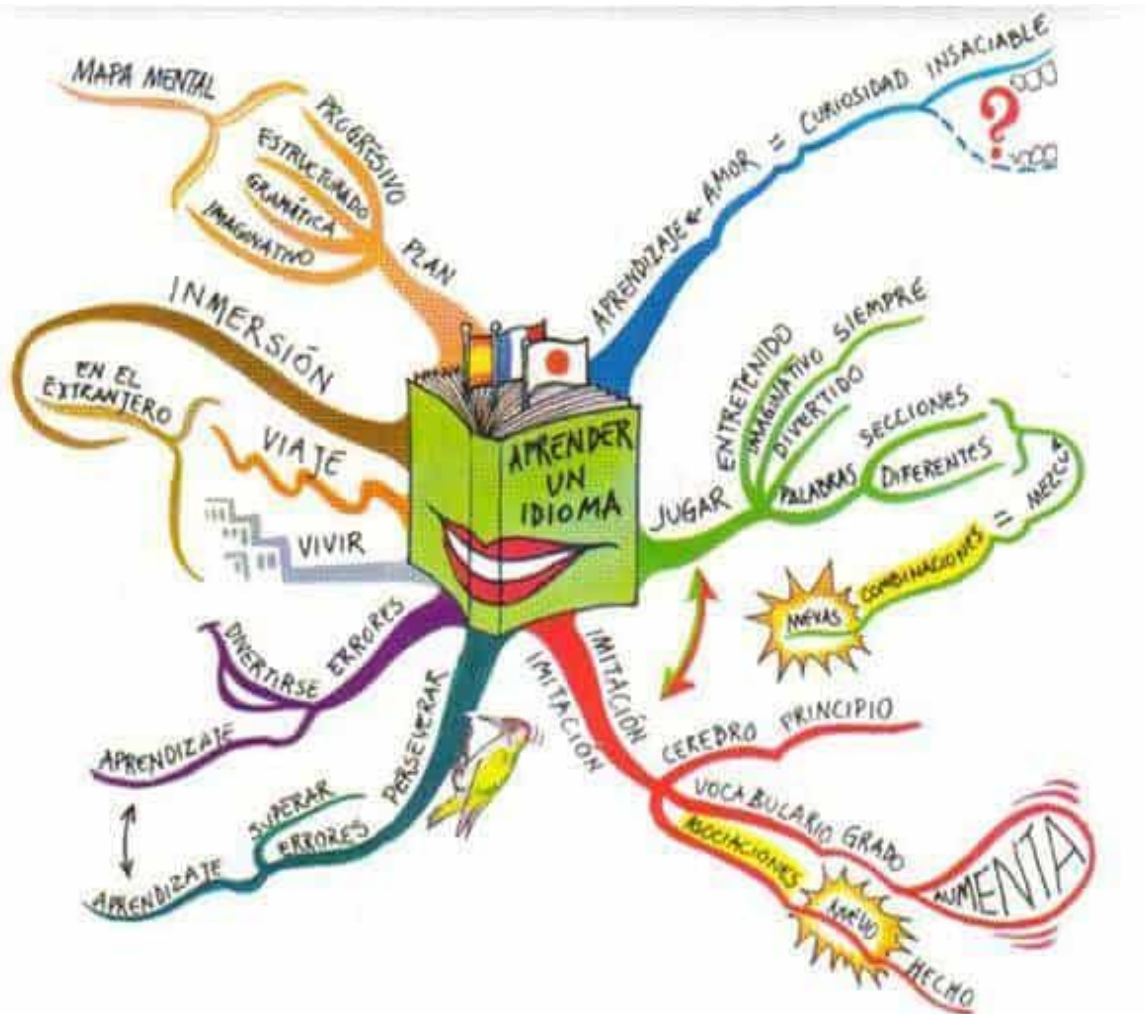 APRENDER
UN
IDIOMA
APRENDIZAJE ← AMOR = CURIOSIDAD INSACIABLE
?
JUGAR
ENTRETENIDO
IMAGINATIVO SIEMPRE
DIVERTIDO
PALABRAS
SECCIONES
DIFERENTES
= MEZCLA
COMBINACIONES
NUEVAS
IMITACIÓN
IMITACIÓN
CEREBRO PRINCIPIO
VOCABULARIO GRADO
AUMENTA
ASOCIACIONES
NUEVO
HECHO
PERSEVERAR
SUPERAR
ERRORES
APRENDIZAJE
ERRORES
DIVERTIRSE
APRENDIZAJE
VIVIR
VIAJE
INMERSIÓN
EN EL
EXTRANJERO
PLAN
PROGRESIVO
ESTRUCTURADO
GRAMÁTICA
IMAGINATIVO
MAPA MENTAL